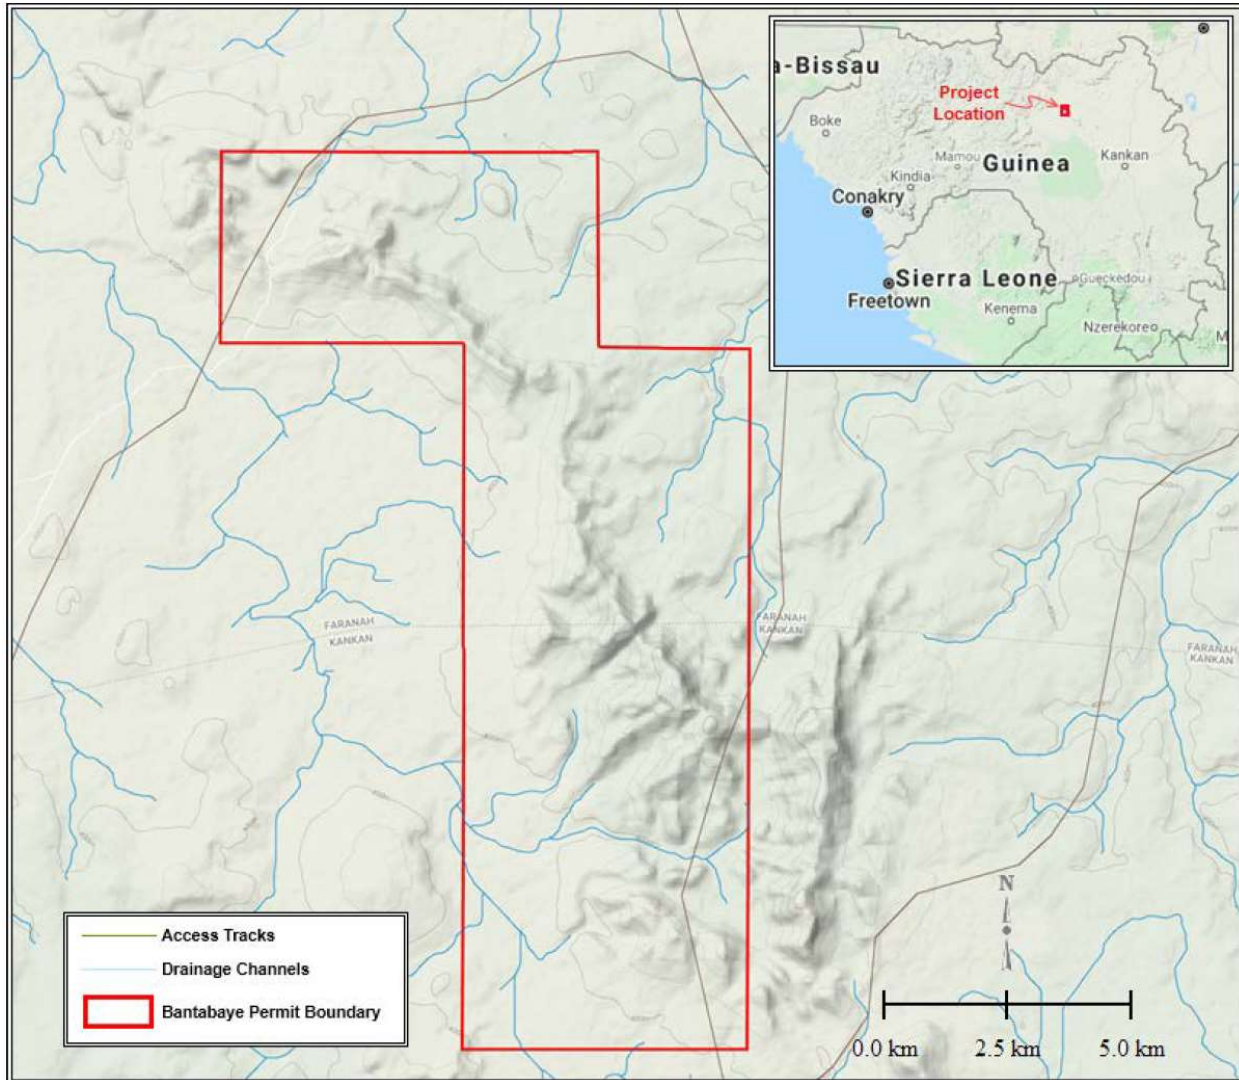 a-Bissau
Project
Location
Boke
Mamou
Guinea
Kankan
Kindia
Conakry
Sierra Leone
Gueckedou
Freetown
Kenema
Nzerekore
M
FARANAH
KANKAN
FARANAH
KANKAN
FARANAH
KANKAN
N
Access Tracks
Drainage Channels
Bantabaye Permit Boundary
0.0 km 2.5 km 5.0 km